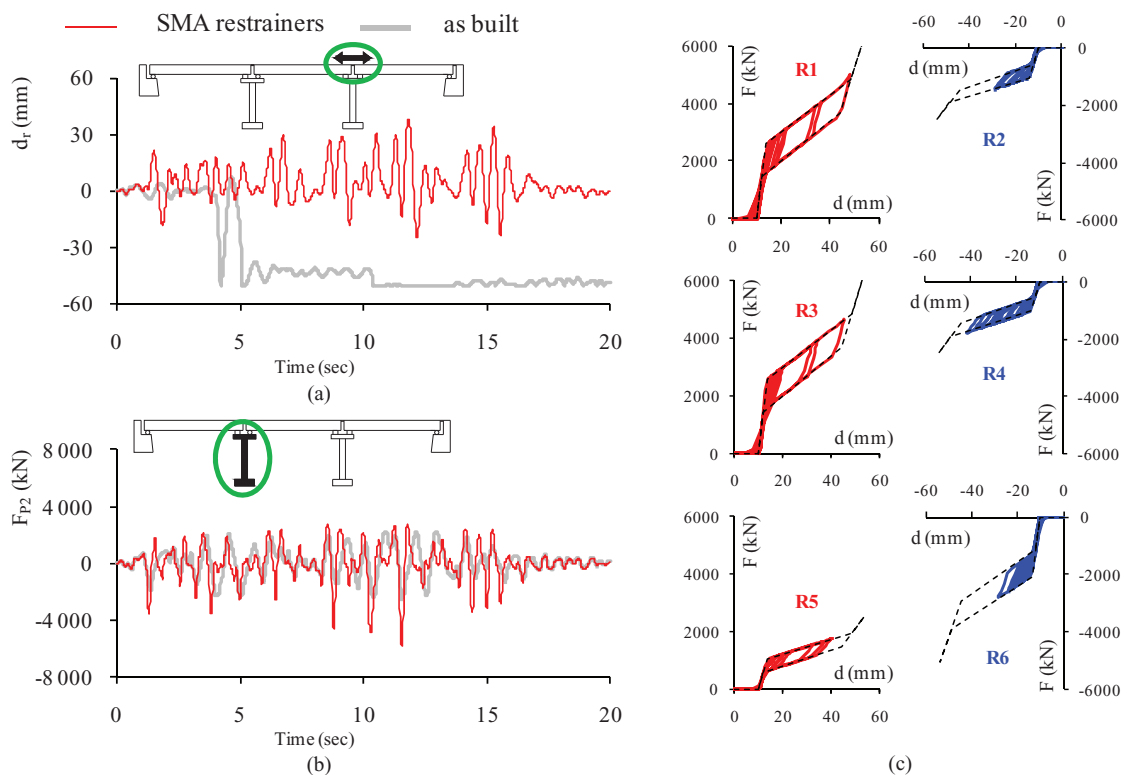 SMA restrainers
as built
60
30
0
-30
-60
d_r (mm)
0 5 10 15 20
Time (sec)
(a)
8 000
4 000
0
-4 000
-8 000
F_P2 (kN)
0 5 10 15 20
Time (sec)
(b)
6000
4000
2000
0
F (kN)
R1
d (mm)
0 20 40 60
-60 -40 -20 0
d (mm)
0
-2000
-4000
-6000
F (kN)
R2
6000
4000
2000
0
F (kN)
R3
d (mm)
0 20 40 60
-60 -40 -20 0
d (mm)
0
-2000
-4000
-6000
F (kN)
R4
6000
4000
2000
0
F (kN)
R5
d (mm)
0 20 40 60
-60 -40 -20 0
d (mm)
0
-2000
-4000
-6000
F (kN)
R6
(c)